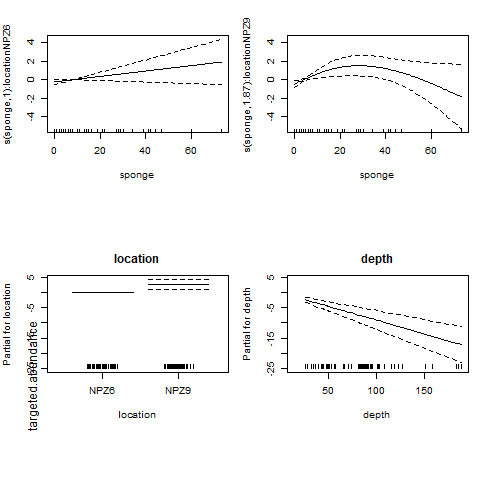 s(sponge,1):locationNPZ6
4
2
0
-2
-4
0 20 40 60
sponge
s(sponge,1.87):locationNPZ9
4
2
0
-2
-4
0 20 40 60
sponge
location
Partial for location
targeted.abundance
5
-5
-15
-25
NPZ6 NPZ9
location
depth
Partial for depth
5
-5
-15
-25
50 100 150
depth